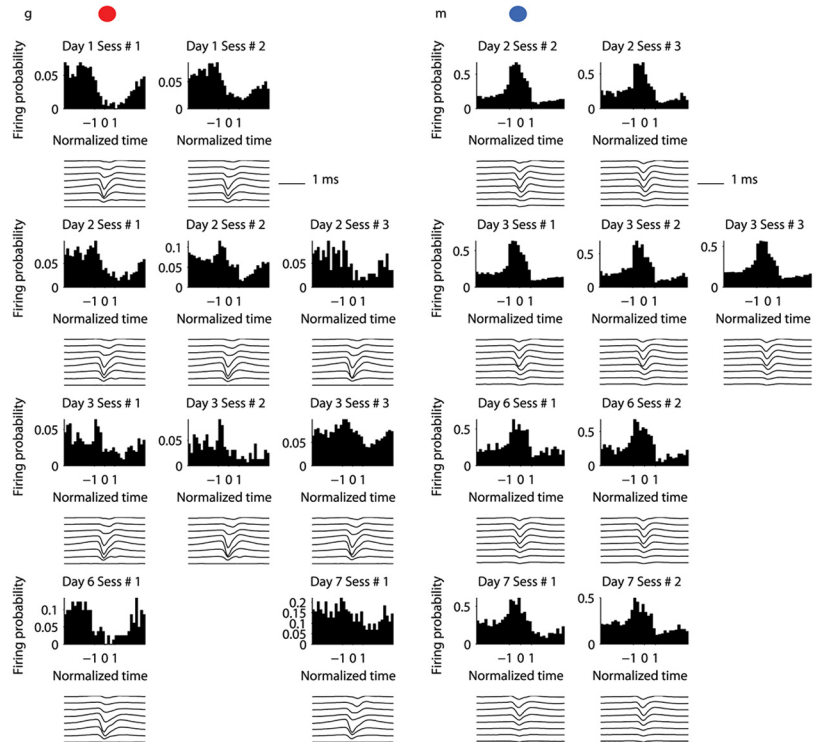 g
Day 1 Sess # 1
Day 1 Sess # 2
Firing probability
0.05
0
0.05
0
−1 0 1
−1 0 1
Normalized time
Normalized time
1 ms
Day 2 Sess # 1
Day 2 Sess # 2
Day 2 Sess # 3
Firing probability
0.05
0
0.1
0.05
0
0.05
0
−1 0 1
−1 0 1
−1 0 1
Normalized time
Normalized time
Normalized time
Day 3 Sess # 1
Day 3 Sess # 2
Day 3 Sess # 3
Firing probability
0.05
0
0.05
0
0.05
0
−1 0 1
−1 0 1
−1 0 1
Normalized time
Normalized time
Normalized time
Day 6 Sess # 1
Day 7 Sess # 1
Firing probability
0.1
0.05
0
0.2
0.15
0.1
0.05
0
−1 0 1
−1 0 1
Normalized time
Normalized time
m
Day 2 Sess # 2
Day 2 Sess # 3
Firing probability
0.5
0
0.5
0
−1 0 1
−1 0 1
Normalized time
Normalized time
1 ms
Day 3 Sess # 1
Day 3 Sess # 2
Day 3 Sess # 3
Firing probability
0.5
0
0.5
0
0.5
0
−1 0 1
−1 0 1
−1 0 1
Normalized time
Normalized time
Normalized time
Day 6 Sess # 1
Day 6 Sess # 2
Firing probability
0.5
0
0.5
0
−1 0 1
−1 0 1
Normalized time
Normalized time
Day 7 Sess # 1
Day 7 Sess # 2
Firing probability
0.5
0
0.5
0
−1 0 1
−1 0 1
Normalized time
Normalized time